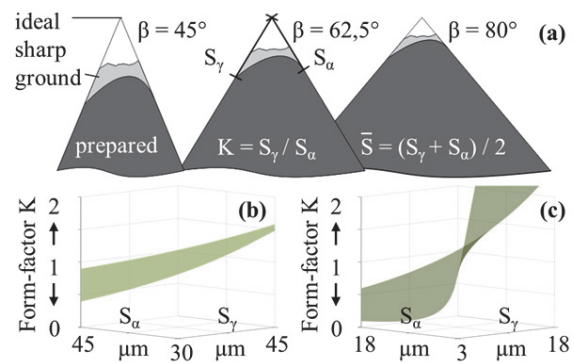 ideal
sharp
ground
β = 45°
β = 62,5°
β = 80°
(a)
Sγ
Sα
prepared
K = Sγ / Sα
S̅ = (Sγ + Sα) / 2
(b)
Form-factor K
2
1
0
Sα
Sγ
45
μm
30
μm
45
(c)
Form-factor K
2
1
0
Sα
Sγ
18
μm
3
μm
18